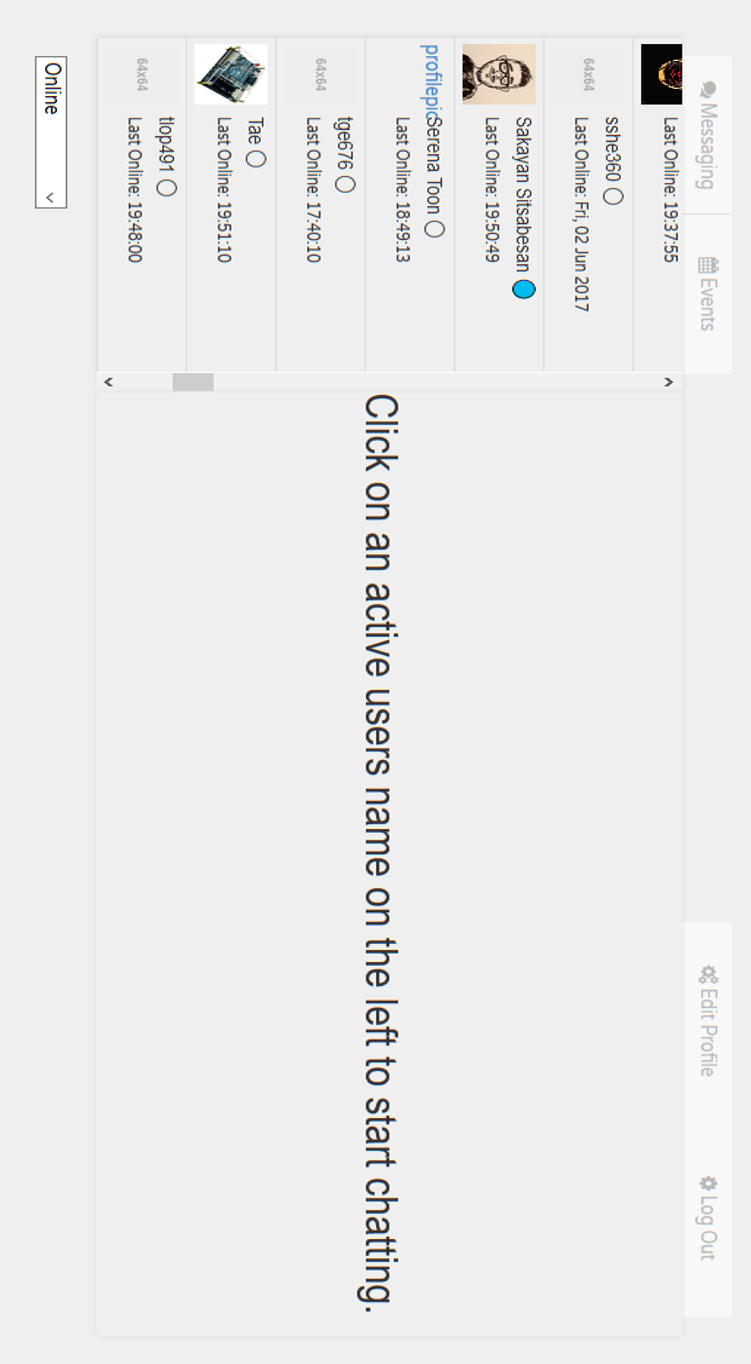 Messaging
Events
Edit Profile
Log Out
Last Online: 19:37:55
64x64
sshe360
Last Online: Fri, 02 Jun 2017
Sakayan Sitsabesan
Last Online: 19:50:49
profilepic
Serena Toon
Last Online: 18:49:13
64x64
tge676
Last Online: 17:40:10
Tae
Last Online: 19:51:10
64x64
tlop491
Last Online: 19:48:00
Click on an active users name on the left to start chatting.
Online